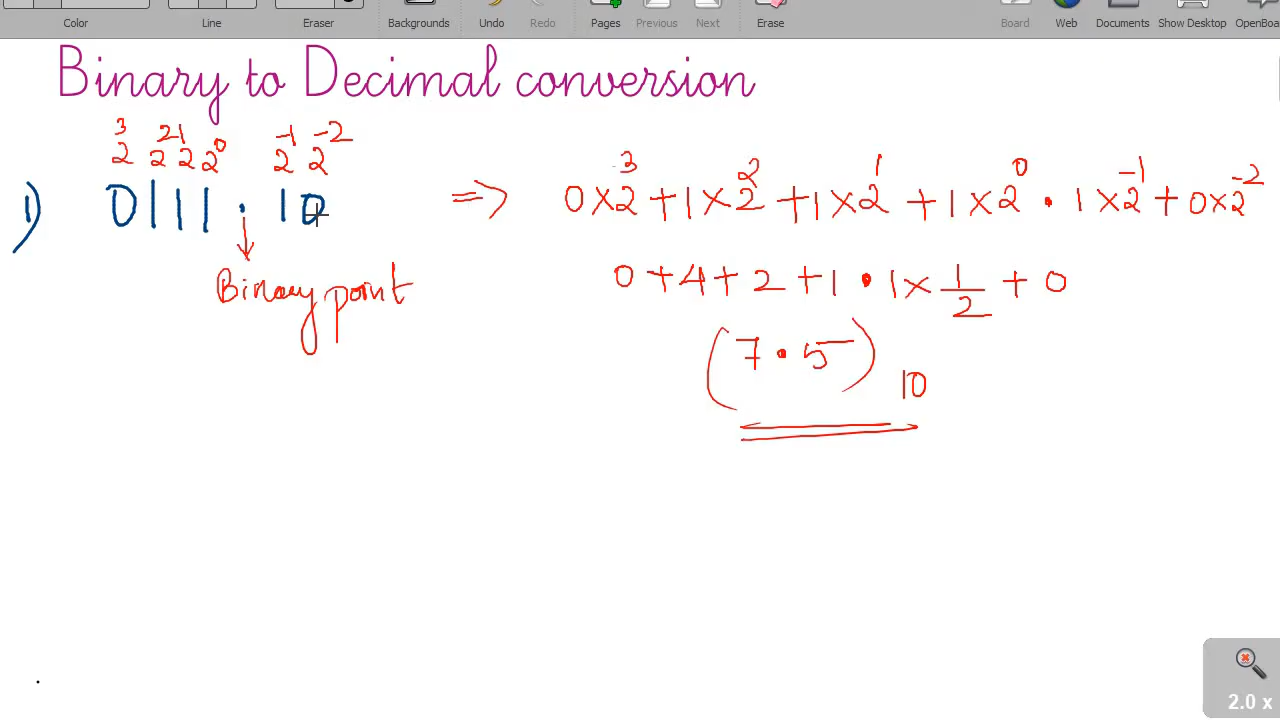 Color Line Eraser Backgrounds Undo Redo Pages Previous Next Erase Board Web Documents Show Desktop OpenBoa
Binary to Decimal conversion
2³ 2² 2¹ 2⁰ 2⁻¹ 2⁻²
1) 0111 . 10 => 0×2³ + 1×2² + 1×2¹ + 1×2⁰ . 1×2⁻¹ + 0×2⁻²
Binary point
0 + 4 + 2 + 1 . 1 × 1/2 + 0
(7.5)₁₀
2.0 x